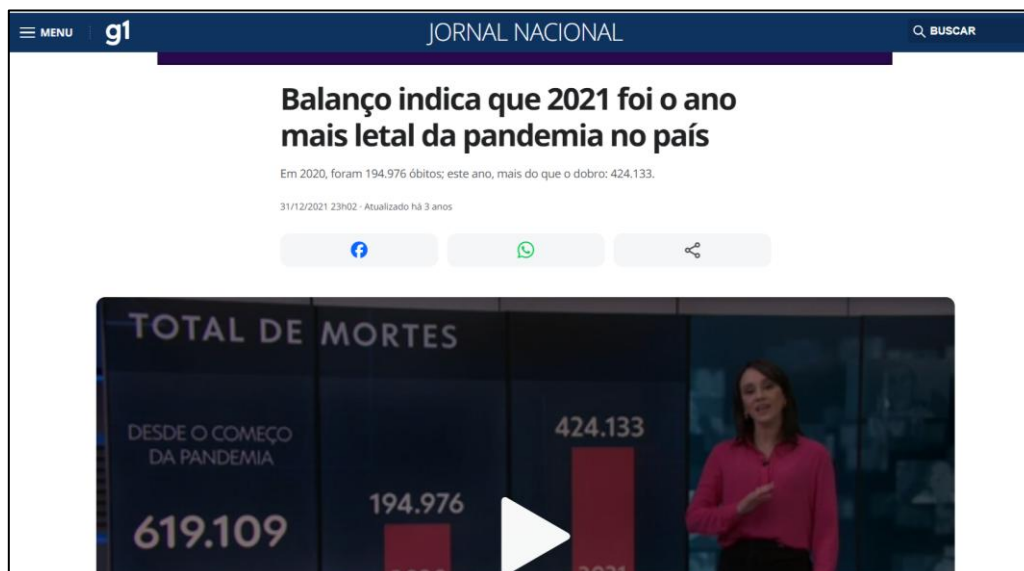 MENU
g1
JORNAL NACIONAL
BUSCAR
Balanço indica que 2021 foi o ano
mais letal da pandemia no país
Em 2020, foram 194.976 óbitos; este ano, mais do que o dobro: 424.133.
31/12/2021 23h02 · Atualizado há 3 anos
TOTAL DE MORTES
DESDE O COMEÇO
DA PANDEMIA
619.109
194.976
2020
424.133
2021